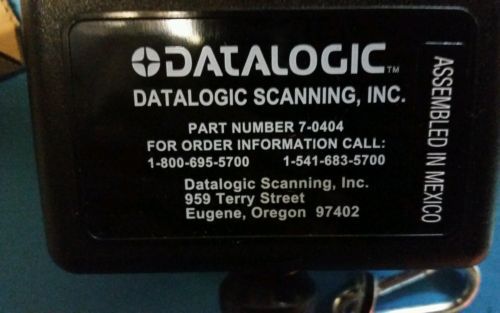 DATALOGIC™
DATALOGIC SCANNING, INC.
PART NUMBER 7-0404
FOR ORDER INFORMATION CALL:
1-800-695-5700 1-541-683-5700
Datalogic Scanning, Inc.
959 Terry Street
Eugene, Oregon 97402
ASSEMBLED IN MEXICO